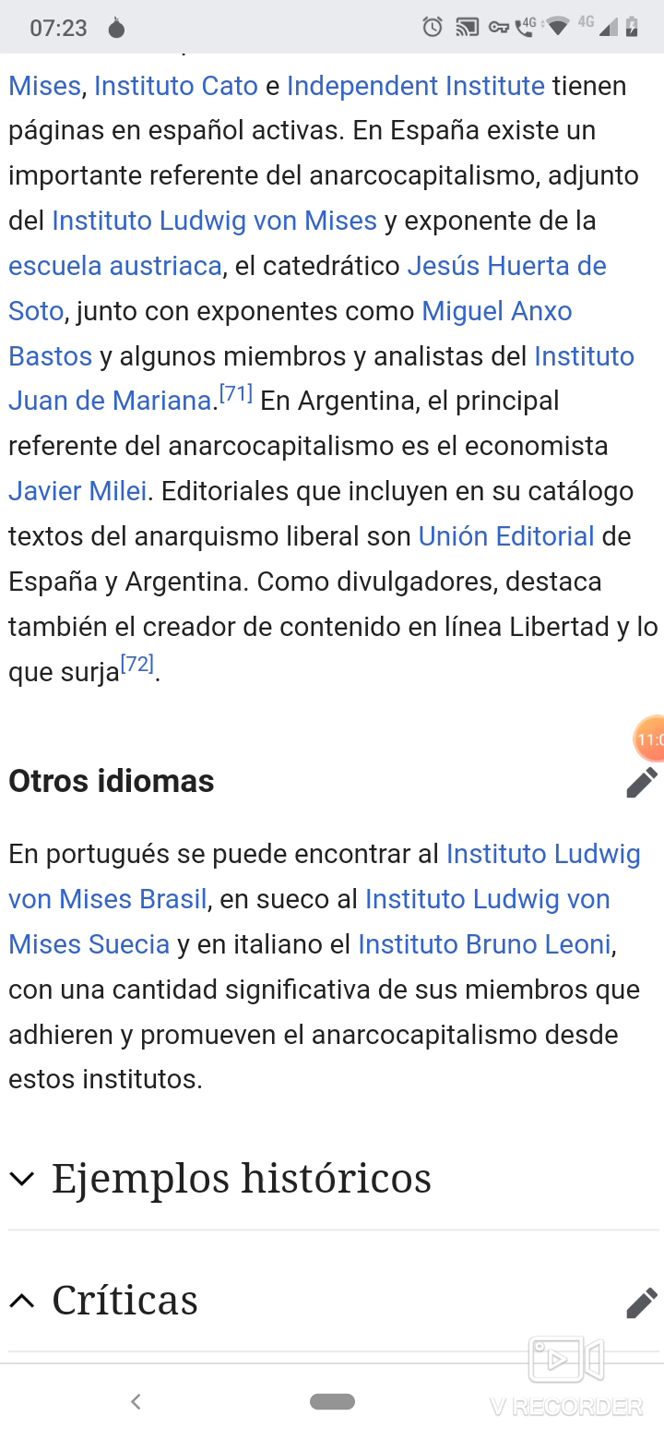 07:23
4G
4G
Mises, Instituto Cato e Independent Institute tienen
páginas en español activas. En España existe un
importante referente del anarcocapitalismo, adjunto
del Instituto Ludwig von Mises y exponente de la
escuela austriaca, el catedrático Jesús Huerta de
Soto, junto con exponentes como Miguel Anxo
Bastos y algunos miembros y analistas del Instituto
Juan de Mariana.[71] En Argentina, el principal
referente del anarcocapitalismo es el economista
Javier Milei. Editoriales que incluyen en su catálogo
textos del anarquismo liberal son Unión Editorial de
España y Argentina. Como divulgadores, destaca
también el creador de contenido en línea Libertad y lo
que surja[72].
Otros idiomas
En portugués se puede encontrar al Instituto Ludwig
von Mises Brasil, en sueco al Instituto Ludwig von
Mises Suecia y en italiano el Instituto Bruno Leoni,
con una cantidad significativa de sus miembros que
adhieren y promueven el anarcocapitalismo desde
estos institutos.
Ejemplos históricos
Críticas
V RECORDER